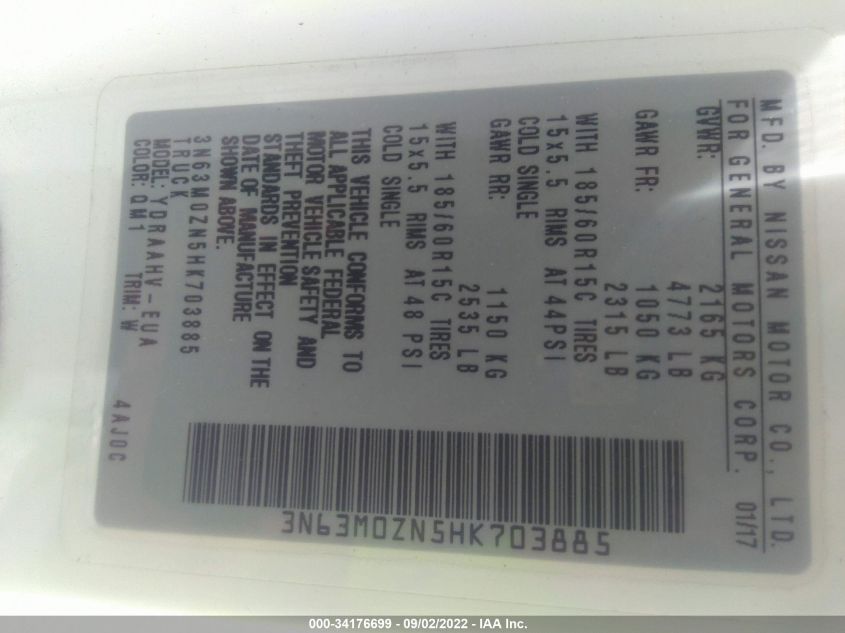 MFD. BY NISSAN MOTOR CO., LTD.
FOR GENERAL MOTORS CORP. 01/17
GVWR: 2165 KG
4773 LB
GAWR FR: 1050 KG
2315 LB
WITH 185/60R15C TIRES
15x5.5 RIMS AT 44PSI
COLD SINGLE
GAWR RR: 1150 KG
2535 LB
WITH 185/60R15C TIRES
15x5.5 RIMS AT 48 PSI
COLD SINGLE
THIS VEHICLE CONFORMS TO
ALL APPLICABLE FEDERAL
MOTOR VEHICLE SAFETY AND
THEFT PREVENTION
STANDARDS IN EFFECT ON THE
DATE OF MANUFACTURE
SHOWN ABOVE.
3N63M0ZN5HK703885
TRUCK
MODEL: YDRAAHV-EUA
COLOR: QM1 TRIM: W
4AJ0C
3N63M0ZN5HK703885
000-34176699 - 09/02/2022 - IAA Inc.